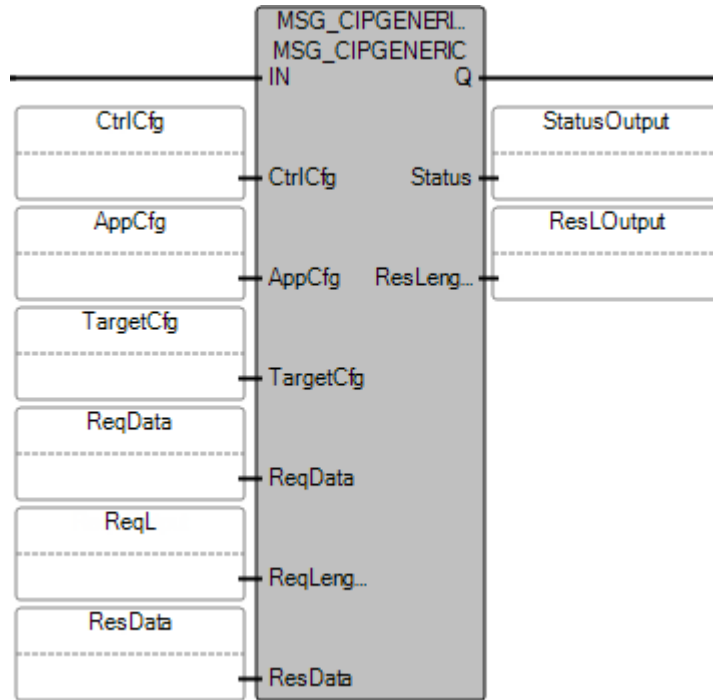 MSG_CIPGENERI...
MSG_CIPGENERIC
IN Q
CtrlCfg StatusOutput
CtrlCfg Status
AppCfg ResLOutput
AppCfg ResLeng...
TargetCfg
TargetCfg
ReqData
ReqData
ReqL
ReqLeng...
ResData
ResData